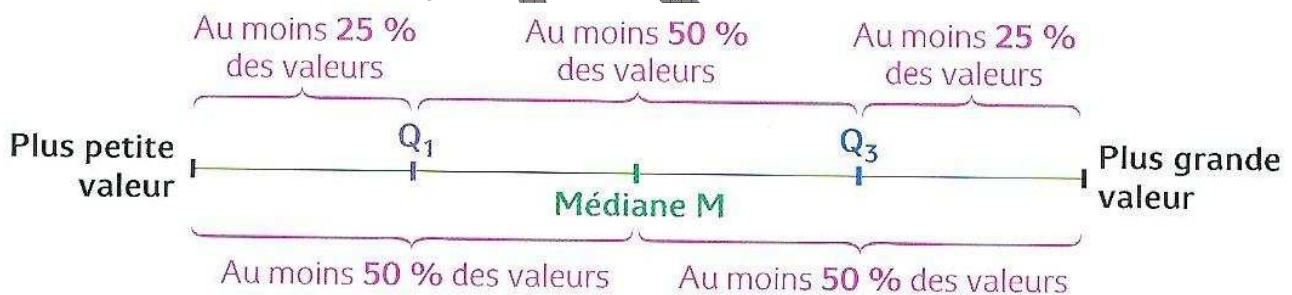 Au moins 25 %
des valeurs
Au moins 50 %
des valeurs
Au moins 25 %
des valeurs
Plus petite
valeur
Q1
Q3
Plus grande
valeur
Médiane M
Au moins 50 % des valeurs
Au moins 50 % des valeurs